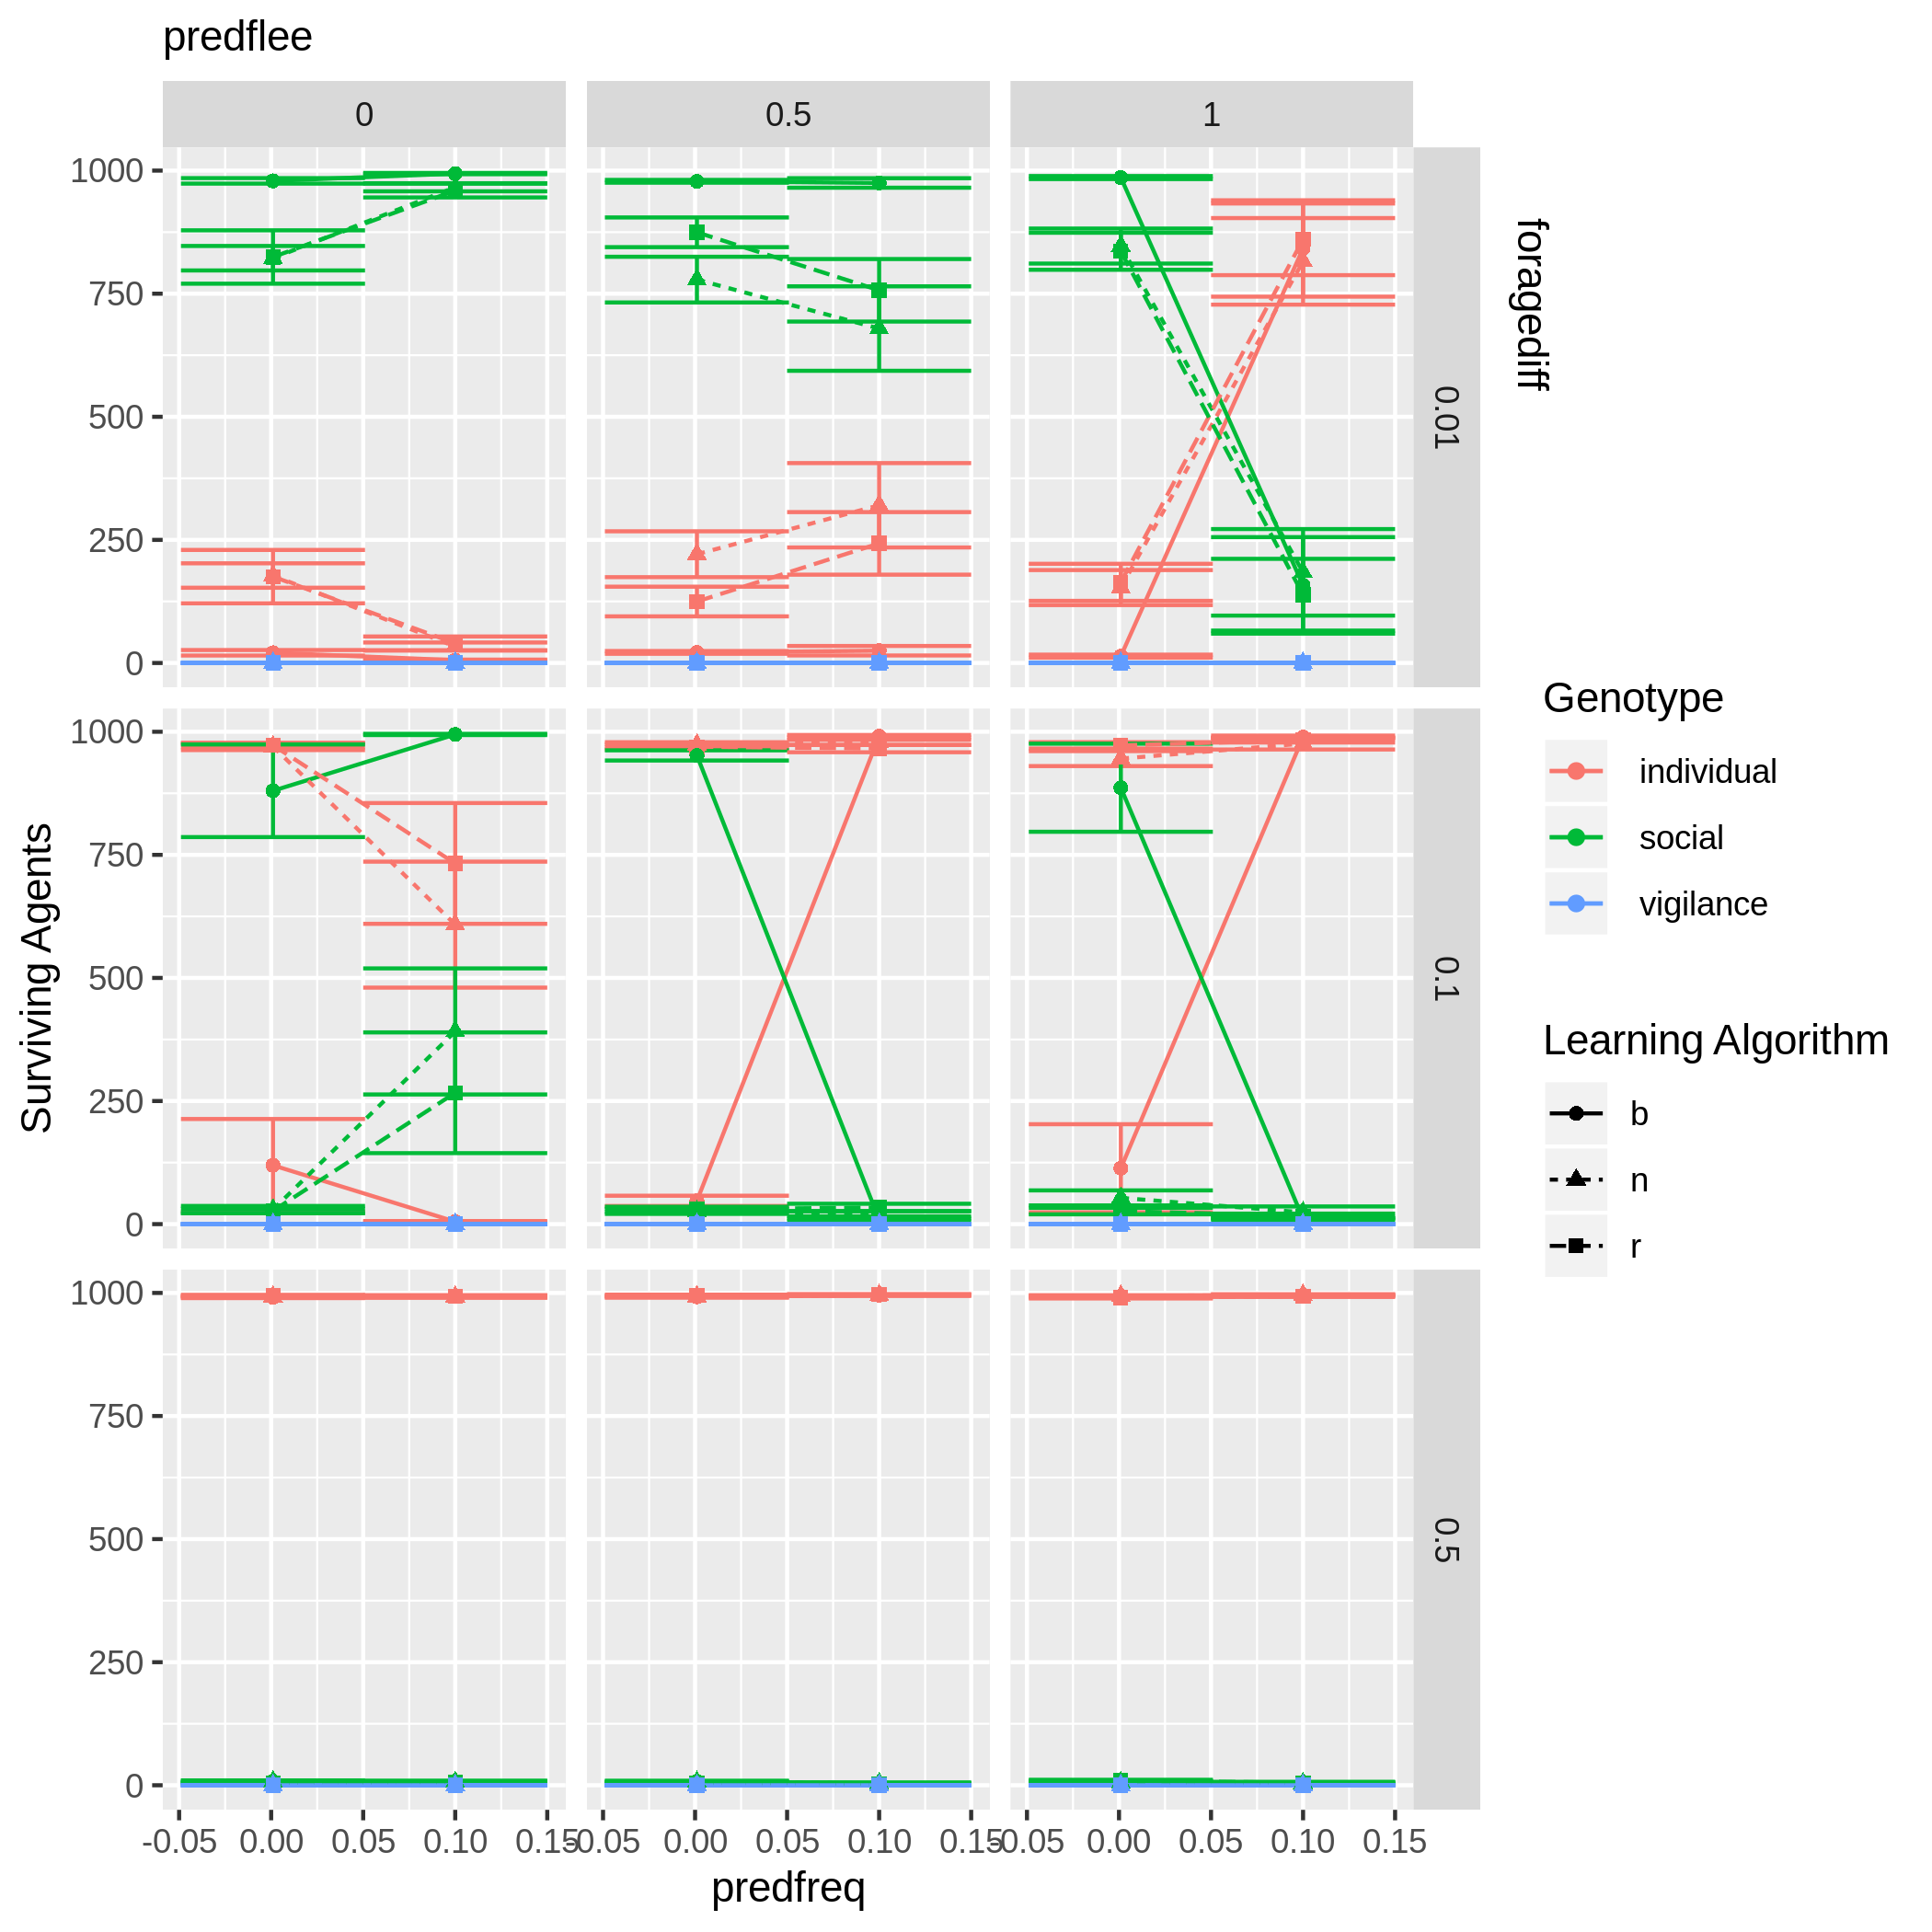 predflee
0 0.5 1
1000
750
500
250
0
0.01
foragediff
1000
750
500
250
0
0.1
1000
750
500
250
0
0.5
Surviving Agents
-0.05 0.00 0.05 0.10 0.15 -0.05 0.00 0.05 0.10 0.15 -0.05 0.00 0.05 0.10 0.15
predfreq
Genotype
individual
social
vigilance
Learning Algorithm
b
n
r